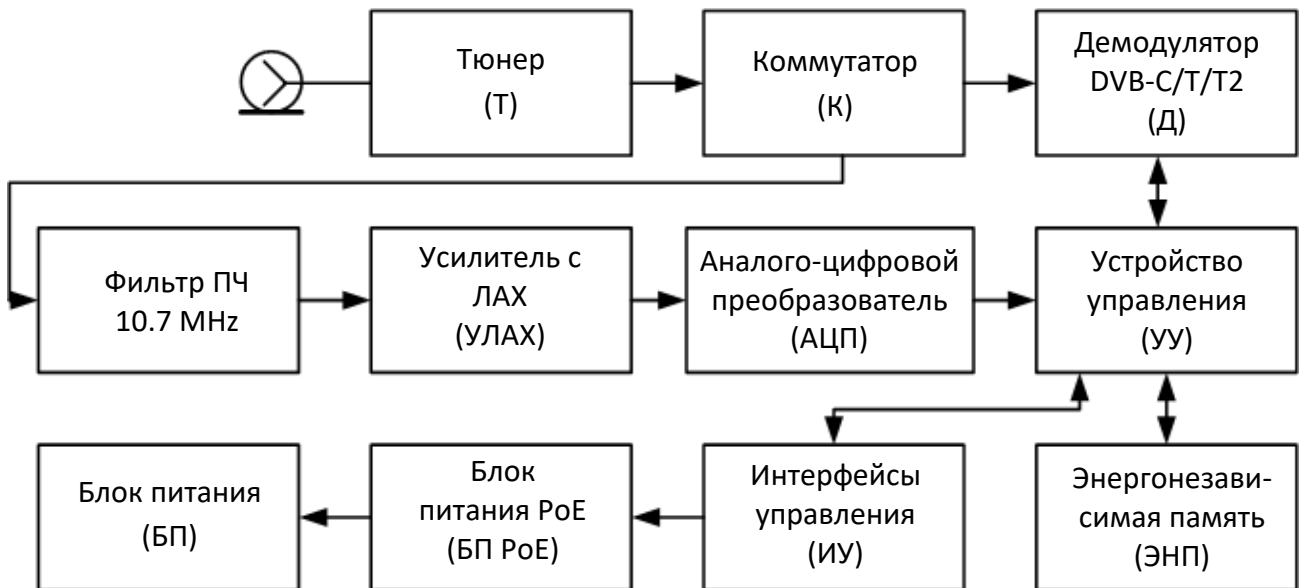 Тюнер
(Т)
Коммутатор
(К)
Демодулятор
DVB-C/T/T2
(Д)
Фильтр ПЧ
10.7 MHz
Усилитель с
ЛАХ
(УЛАХ)
Аналого-цифровой
преобразователь
(АЦП)
Устройство
управления
(УУ)
Блок питания
(БП)
Блок
питания PoE
(БП PoE)
Интерфейсы
управления
(ИУ)
Энергонезави-
симая память
(ЭНП)